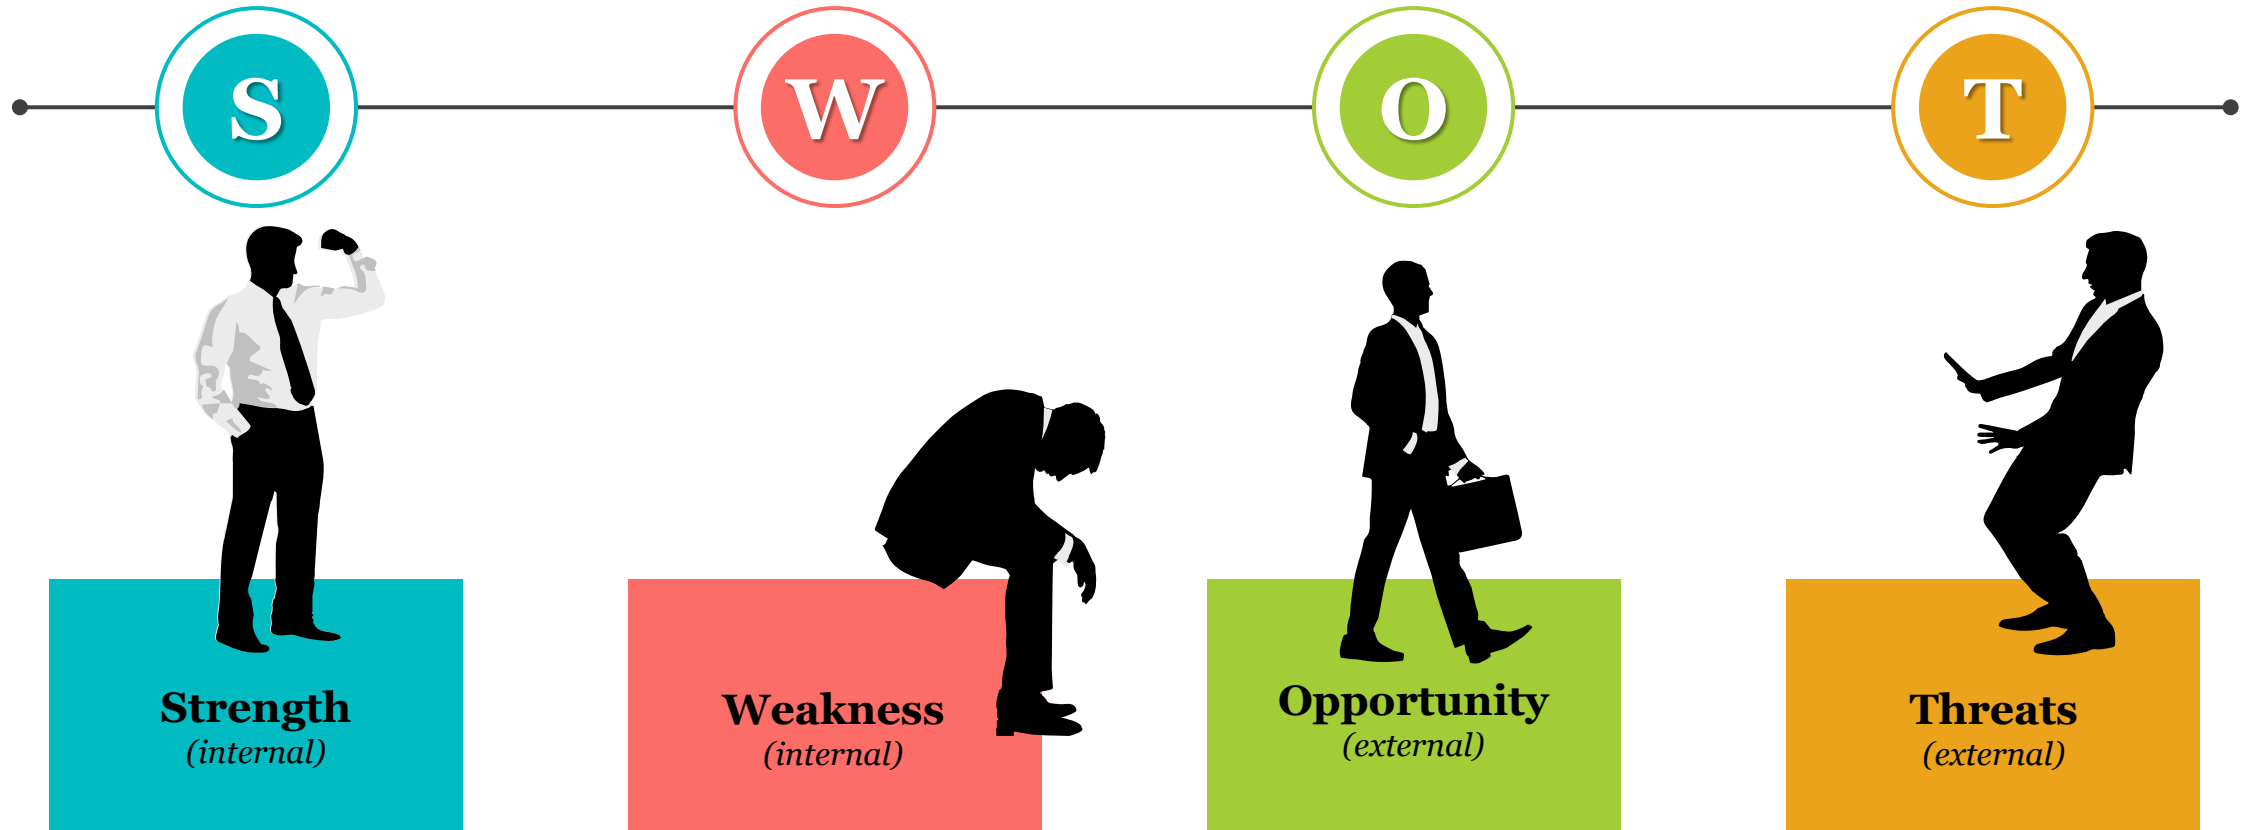 S
W
O
T
Strength
(internal)
Weakness
(internal)
Opportunity
(external)
Threats
(external)